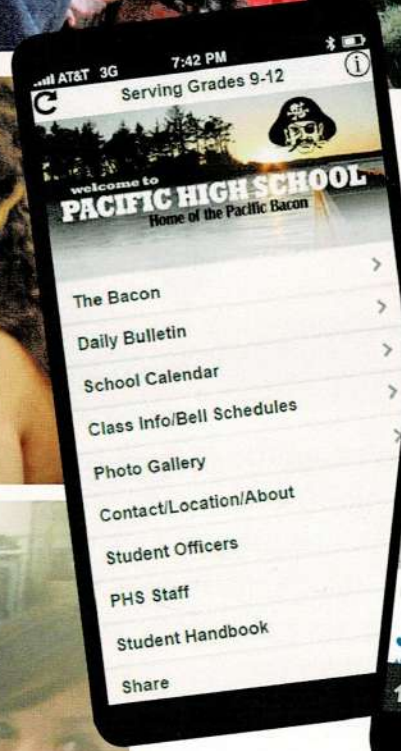 AT&T 3G 7:42 PM
Serving Grades 9-12
welcome to
PACIFIC HIGH SCHOOL
Home of the Pacific Bacon
The Bacon
Daily Bulletin
School Calendar
Class Info/Bell Schedules
Photo Gallery
Contact/Location/About
Student Officers
PHS Staff
Student Handbook
Share